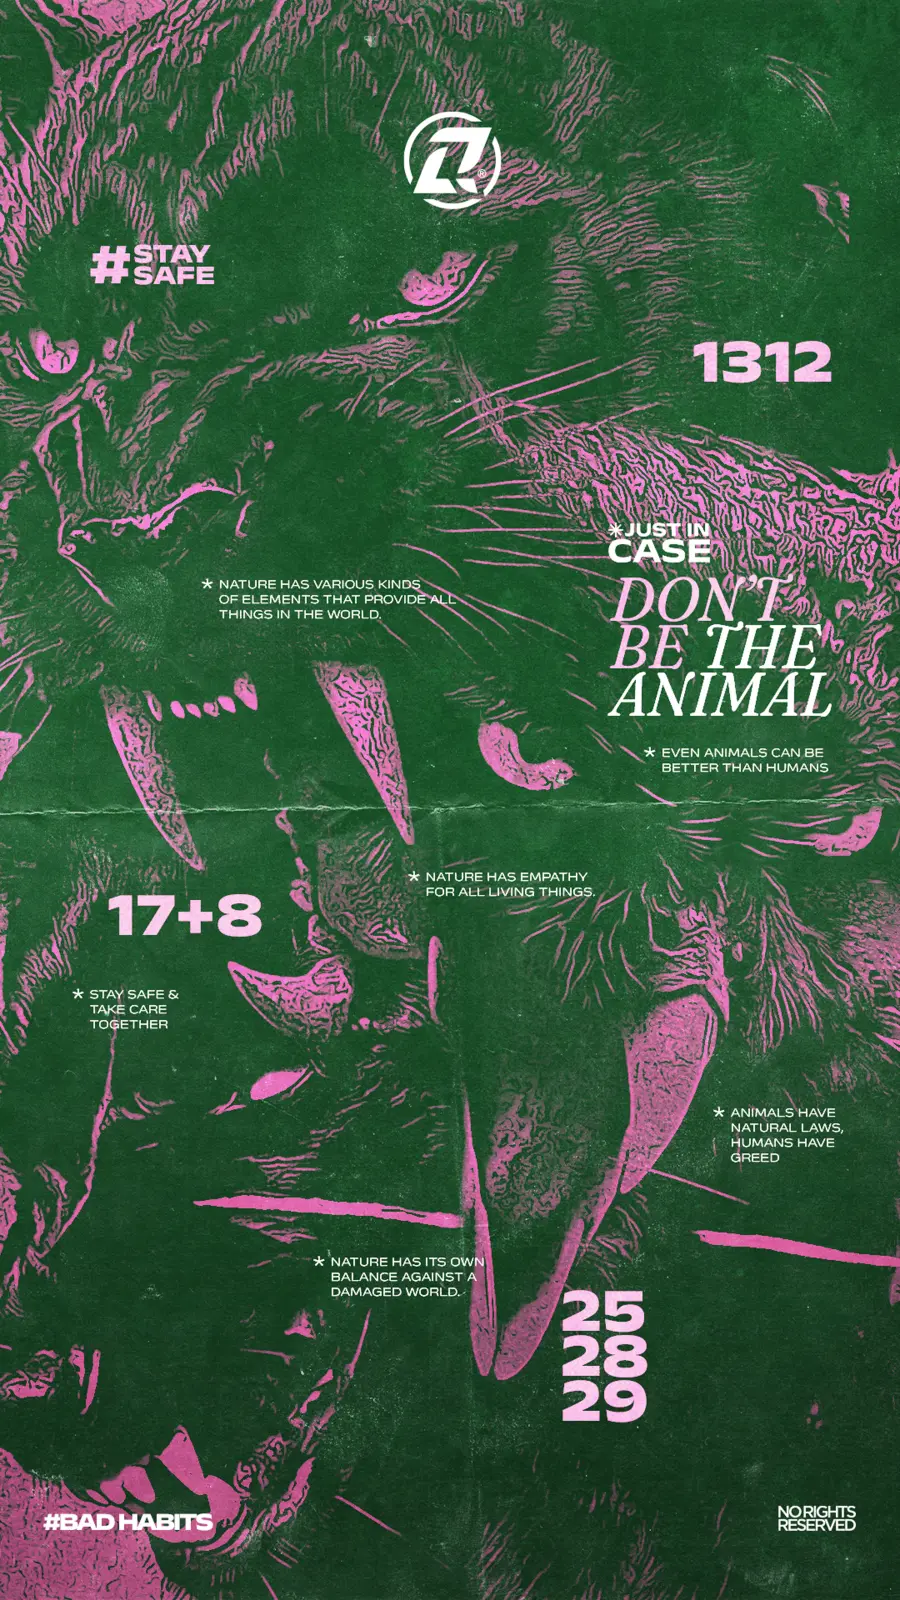 ®
#STAY
SAFE
1312
*JUST IN
CASE
DON'T
BE THE
ANIMAL
* NATURE HAS VARIOUS KINDS
OF ELEMENTS THAT PROVIDE ALL
THINGS IN THE WORLD.
* EVEN ANIMALS CAN BE
BETTER THAN HUMANS
* NATURE HAS EMPATHY
FOR ALL LIVING THINGS.
17+8
* STAY SAFE &
TAKE CARE
TOGETHER
* ANIMALS HAVE
NATURAL LAWS,
HUMANS HAVE
GREED
* NATURE HAS ITS OWN
BALANCE AGAINST A
DAMAGED WORLD.
25
28
29
#BAD HABITS
NO RIGHTS
RESERVED